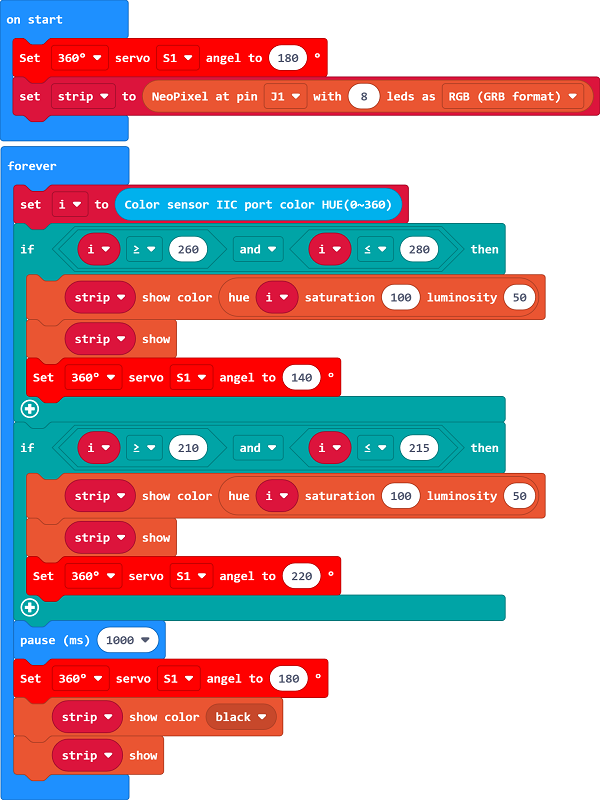 on start
Set 360° servo S1 angel to 180 °
set strip to NeoPixel at pin J1 with 8 leds as RGB (GRB format)
forever
set i to Color sensor IIC port color HUE(0~360)
if i ≥ 260 and i ≤ 280 then
strip show color hue i saturation 100 luminosity 50
strip show
Set 360° servo S1 angel to 140 °
if i ≥ 210 and i ≤ 215 then
strip show color hue i saturation 100 luminosity 50
strip show
Set 360° servo S1 angel to 220 °
pause (ms) 1000
Set 360° servo S1 angel to 180 °
strip show color black
strip show